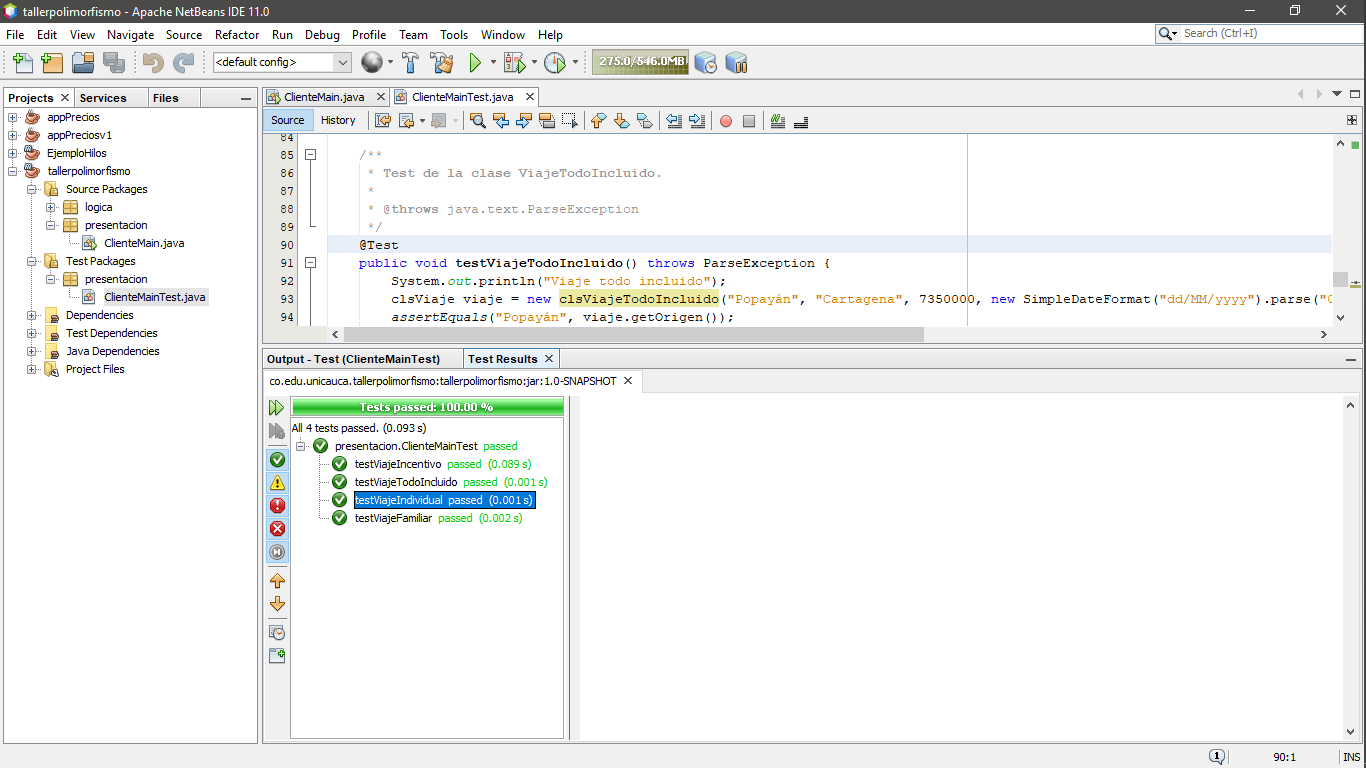 tallerpolimorfismo - Apache NetBeans IDE 11.0
File Edit View Navigate Source Refactor Run Debug Profile Team Tools Window Help
Search (Ctrl+I)
<default config>
275.0/546.0MB
Projects
Services
Files
appPrecios
appPreciosv1
EjemploHilos
tallerpolimorfismo
Source Packages
logica
presentacion
ClienteMain.java
Test Packages
presentacion
ClienteMainTest.java
Dependencies
Test Dependencies
Java Dependencies
Project Files
ClienteMain.java
ClienteMainTest.java
Source
History
84
85 /**
86 * Test de la clase ViajeTodoIncluido.
87 *
88 * @throws java.text.ParseException
89 */
90 @Test
91 public void testViajeTodoIncluido() throws ParseException {
92 System.out.println("Viaje todo incluido");
93 clsViaje viaje = new clsViajeTodoIncluido("Popayán", "Cartagena", 7350000, new SimpleDateFormat("dd/MM/yyyy").parse("
94 assertEquals("Popayán", viaje.getOrigen());
Output - Test (ClienteMainTest)
Test Results
co.edu.unicauca.tallerpolimorfismo:tallerpolimorfismo:jar:1.0-SNAPSHOT
Tests passed: 100.00 %
All 4 tests passed. (0.093 s)
presentacion.ClienteMainTest passed
testViajeIncentivo passed (0.089 s)
testViajeTodoIncluido passed (0.001 s)
testViajeIndividual passed (0.001 s)
testViajeFamiliar passed (0.002 s)
1
90:1
INS